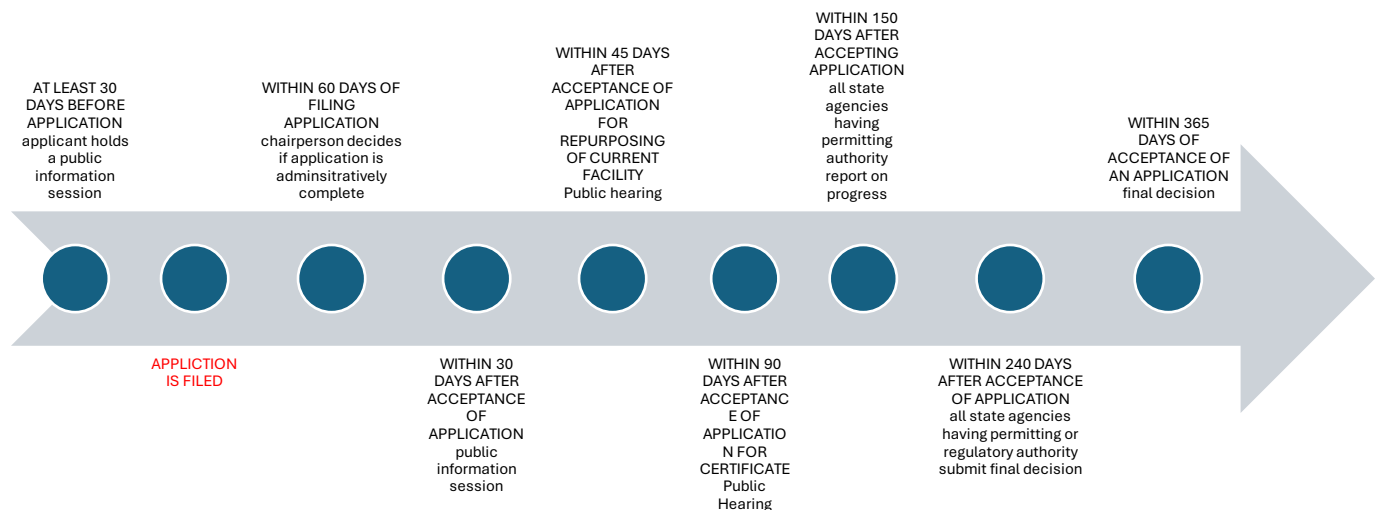 AT LEAST 30
DAYS BEFORE
APPLICATION
applicant holds
a public
information
session
APPLICTION
IS FILED
WITHIN 60 DAYS OF
FILING
APPLICATION
chairperson decides
if application is
adminsitratively
complete
WITHIN 30
DAYS AFTER
ACCEPTANCE
OF
APPLICATION
public
information
session
WITHIN 45 DAYS
AFTER
ACCEPTANCE OF
APPLICATION
FOR
REPURPOSING
OF CURRENT
FACILITY
Public hearing
WITHIN 90
DAYS AFTER
ACCEPTANC
E OF
APPLICATIO
N FOR
CERTIFICATE
Public
Hearing
WITHIN 150
DAYS AFTER
ACCEPTING
APPLICATION
all state
agencies
having
permitting
authority
report on
progress
WITHIN 240 DAYS
AFTER ACCEPTANCE
OF APPLICATION
all state agencies
having permitting or
regulatory authority
submit final decision
WITHIN 365
DAYS OF
ACCEPTANCE OF
AN APPLICATION
final decision